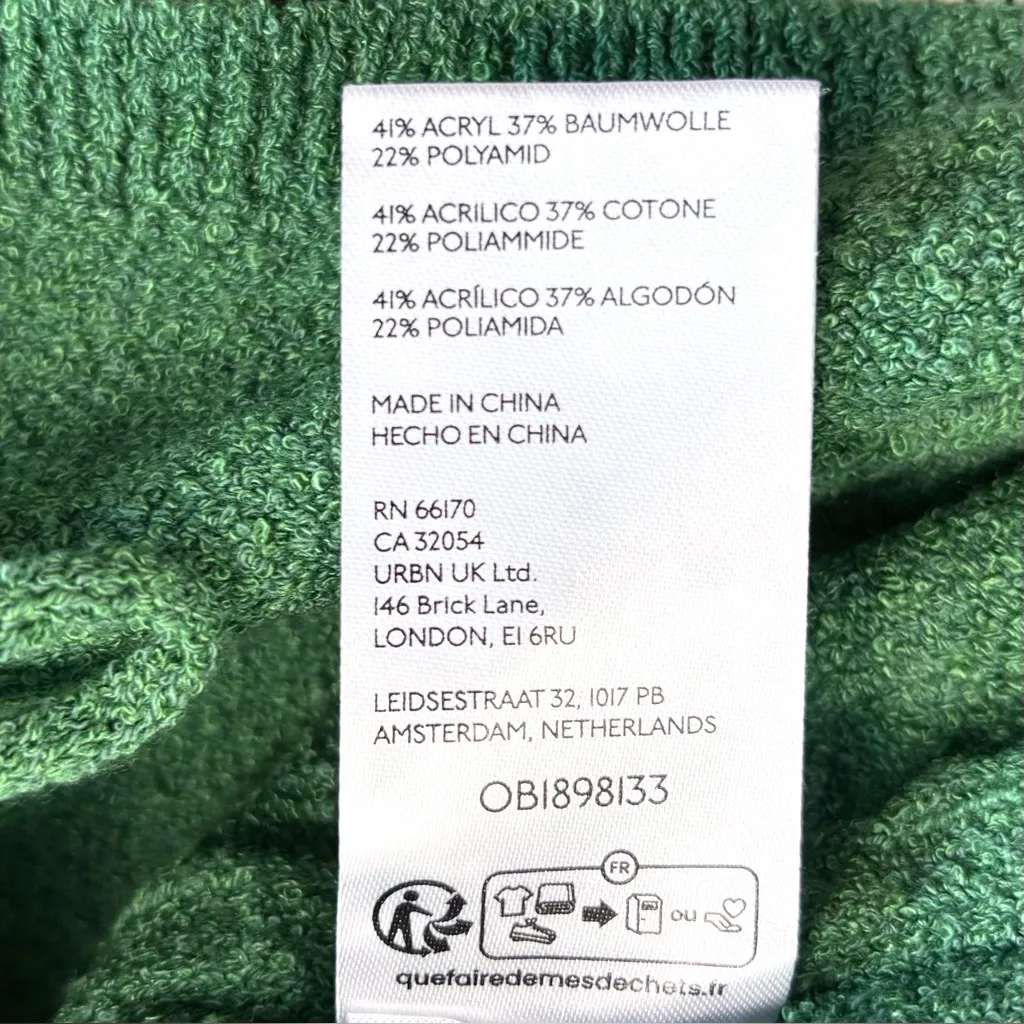 41% ACRYL 37% BAUMWOLLE
22% POLYAMID
41% ACRILICO 37% COTONE
22% POLIAMMIDE
41% ACRÍLICO 37% ALGODÓN
22% POLIAMIDA
MADE IN CHINA
HECHO EN CHINA
RN 66170
CA 32054
URBN UK Ltd.
146 Brick Lane,
LONDON, E1 6RU
LEIDSESTRAAT 32, 1017 PB
AMSTERDAM, NETHERLANDS
OB1898133
FR
ou
quefairedemesdechets.fr